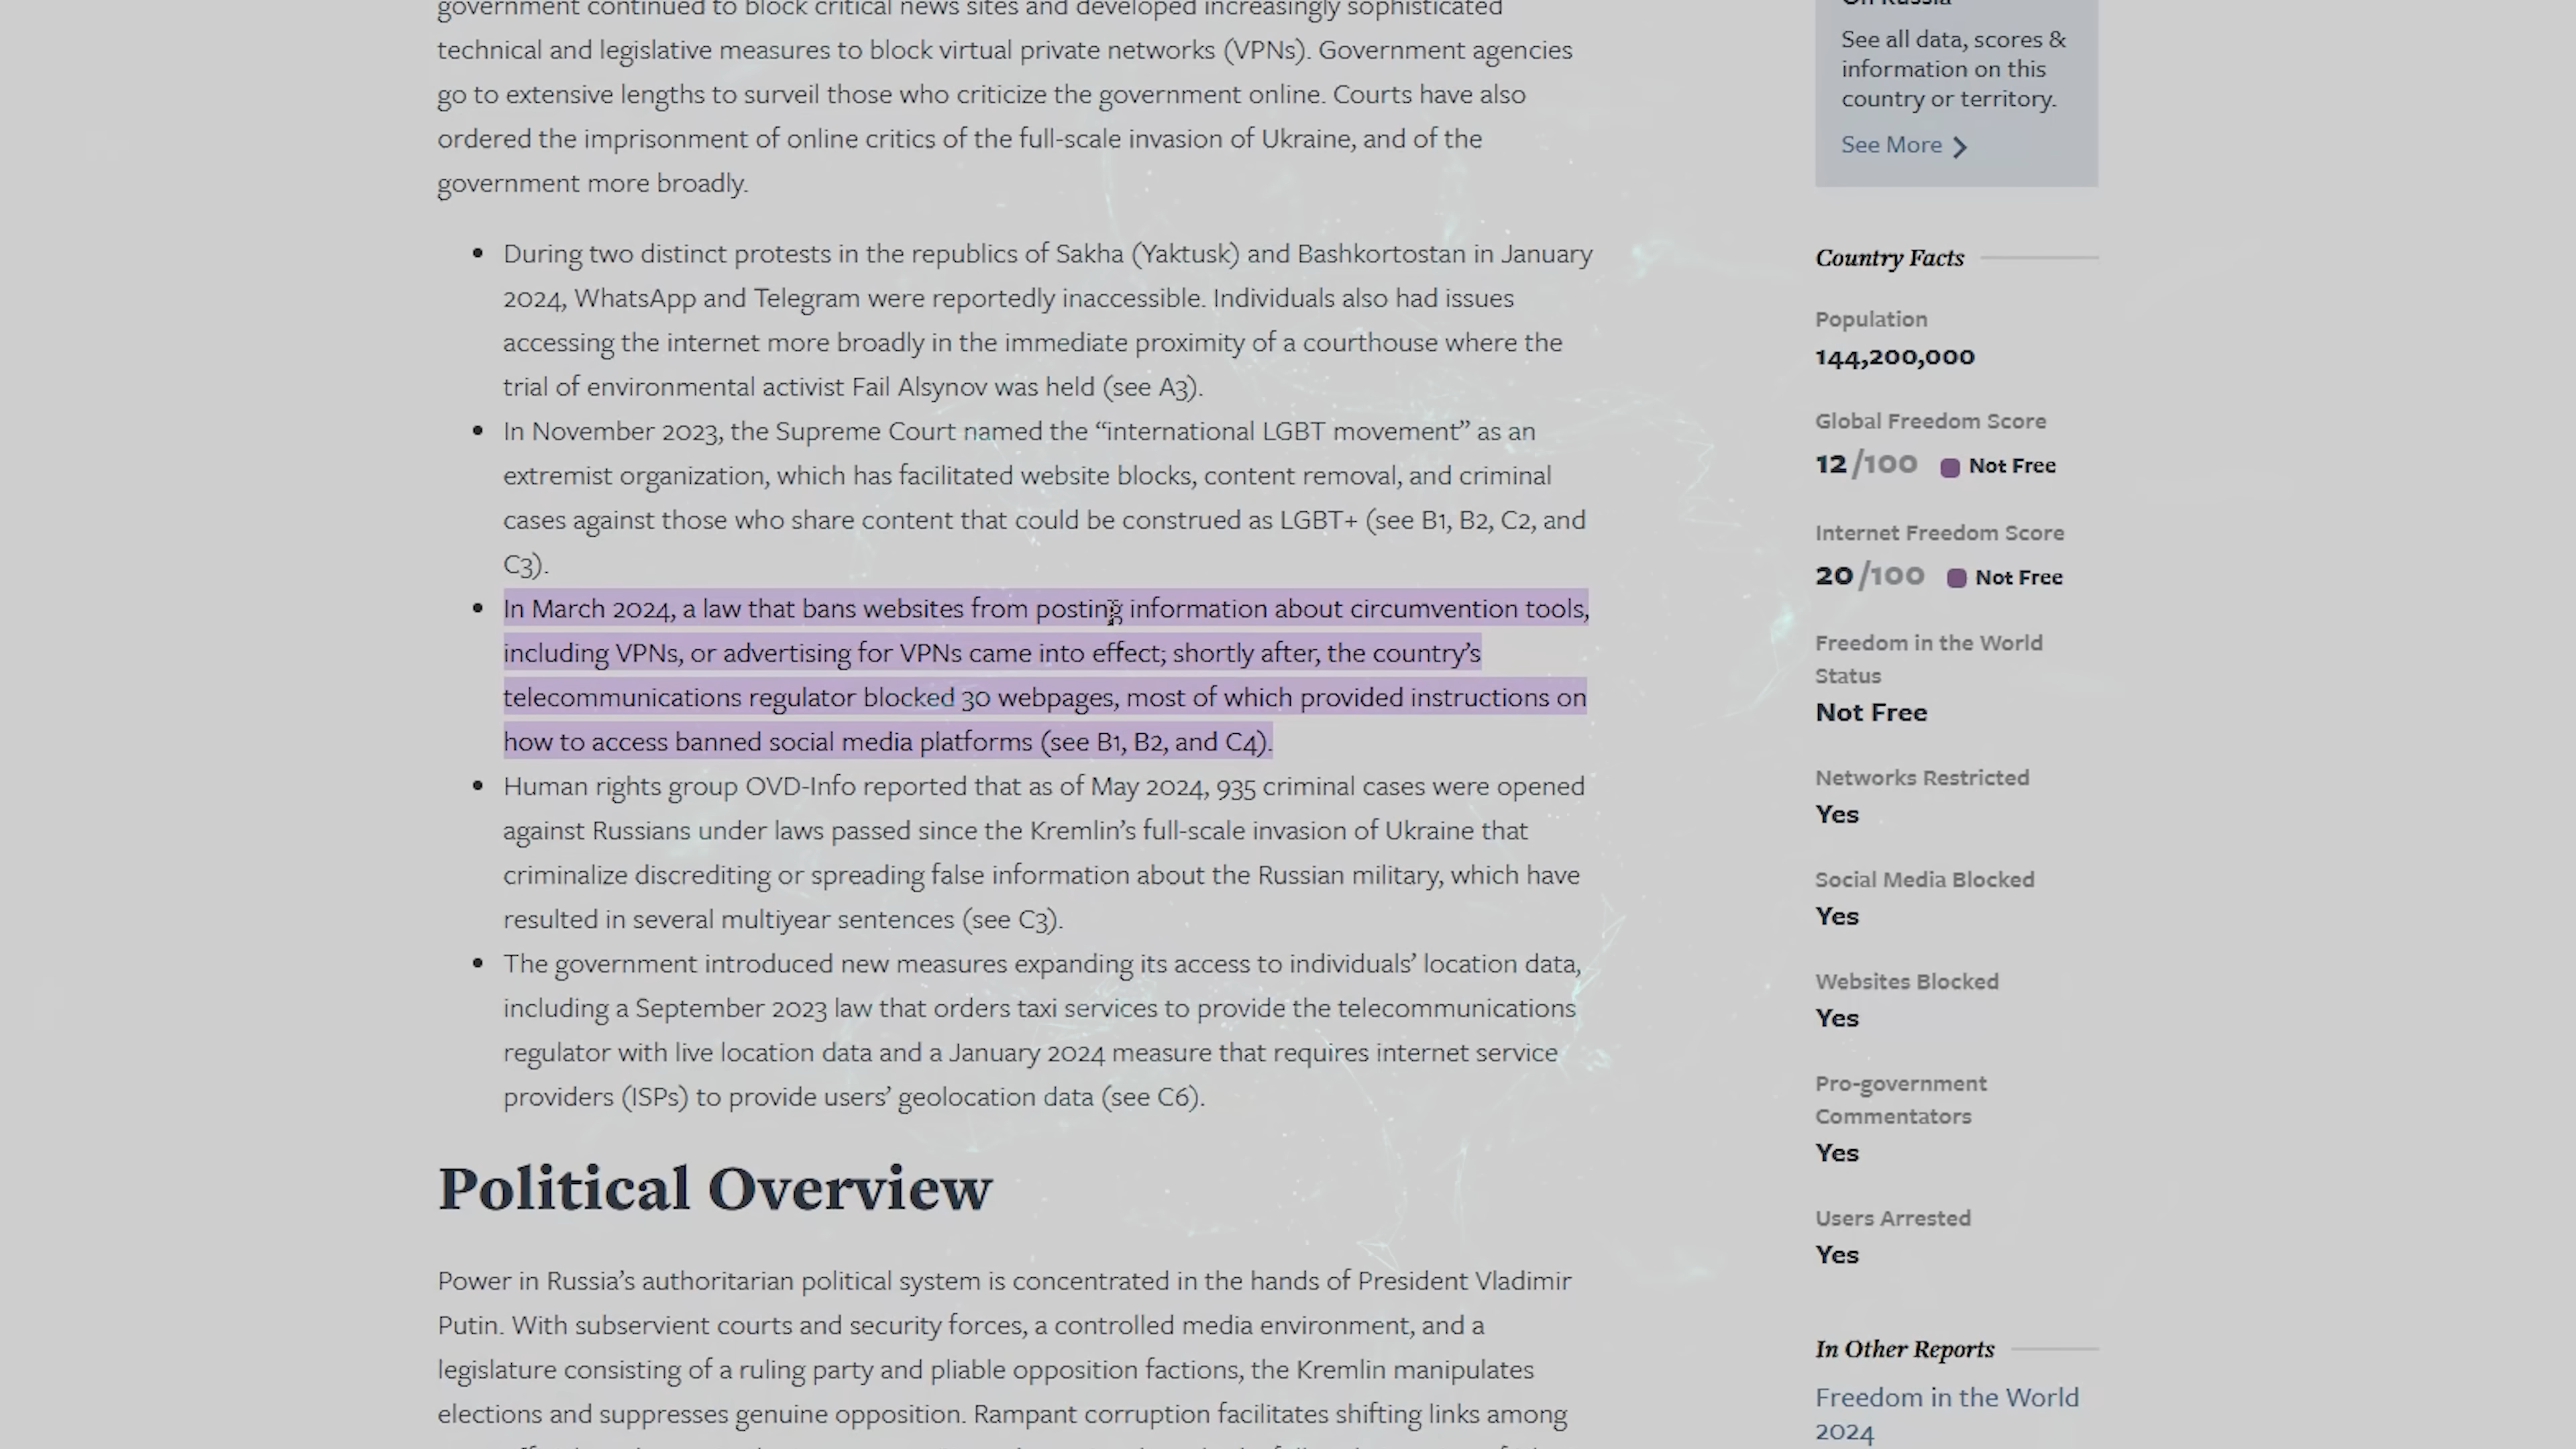 government continued to block critical news sites and developed increasingly sophisticated
technical and legislative measures to block virtual private networks (VPNs). Government agencies
go to extensive lengths to surveil those who criticize the government online. Courts have also
ordered the imprisonment of online critics of the full-scale invasion of Ukraine, and of the
government more broadly.
During two distinct protests in the republics of Sakha (Yaktusk) and Bashkortostan in January
2024, WhatsApp and Telegram were reportedly inaccessible. Individuals also had issues
accessing the internet more broadly in the immediate proximity of a courthouse where the
trial of environmental activist Fail Alsynov was held (see A3).
In November 2023, the Supreme Court named the “international LGBT movement” as an
extremist organization, which has facilitated website blocks, content removal, and criminal
cases against those who share content that could be construed as LGBT+ (see B1, B2, C2, and
C3).
In March 2024, a law that bans websites from posting information about circumvention tools,
including VPNs, or advertising for VPNs came into effect; shortly after, the country’s
telecommunications regulator blocked 30 webpages, most of which provided instructions on
how to access banned social media platforms (see B1, B2, and C4).
Human rights group OVD-Info reported that as of May 2024, 935 criminal cases were opened
against Russians under laws passed since the Kremlin’s full-scale invasion of Ukraine that
criminalize discrediting or spreading false information about the Russian military, which have
resulted in several multiyear sentences (see C3).
The government introduced new measures expanding its access to individuals’ location data,
including a September 2023 law that orders taxi services to provide the telecommunications
regulator with live location data and a January 2024 measure that requires internet service
providers (ISPs) to provide users’ geolocation data (see C6).
Political Overview
Power in Russia’s authoritarian political system is concentrated in the hands of President Vladimir
Putin. With subservient courts and security forces, a controlled media environment, and a
legislature consisting of a ruling party and pliable opposition factions, the Kremlin manipulates
elections and suppresses genuine opposition. Rampant corruption facilitates shifting links among
On Russia
See all data, scores &
information on this
country or territory.
See More
Country Facts
Population
144,200,000
Global Freedom Score
12 /100 Not Free
Internet Freedom Score
20 /100 Not Free
Freedom in the World
Status
Not Free
Networks Restricted
Yes
Social Media Blocked
Yes
Websites Blocked
Yes
Pro-government
Commentators
Yes
Users Arrested
Yes
In Other Reports
Freedom in the World
2024